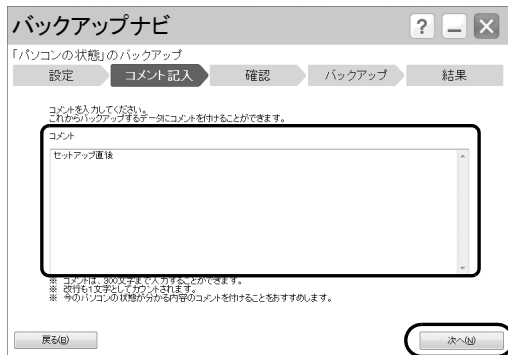 バックアップナビ
?
「パソコンの状態」のバックアップ
設定 コメント記入 確認 バックアップ 結果
コメントを入力してください。
これからバックアップするデータにコメントを付けることができます。
コメント
セットアップ直後
※ コメントは、300文字まで入力することができます。
※ 改行も1文字としてカウントされます。
※ 今のパソコンの状態が分かる内容のコメントを付けることをおすすめします。
戻る(B) 次へ(N)